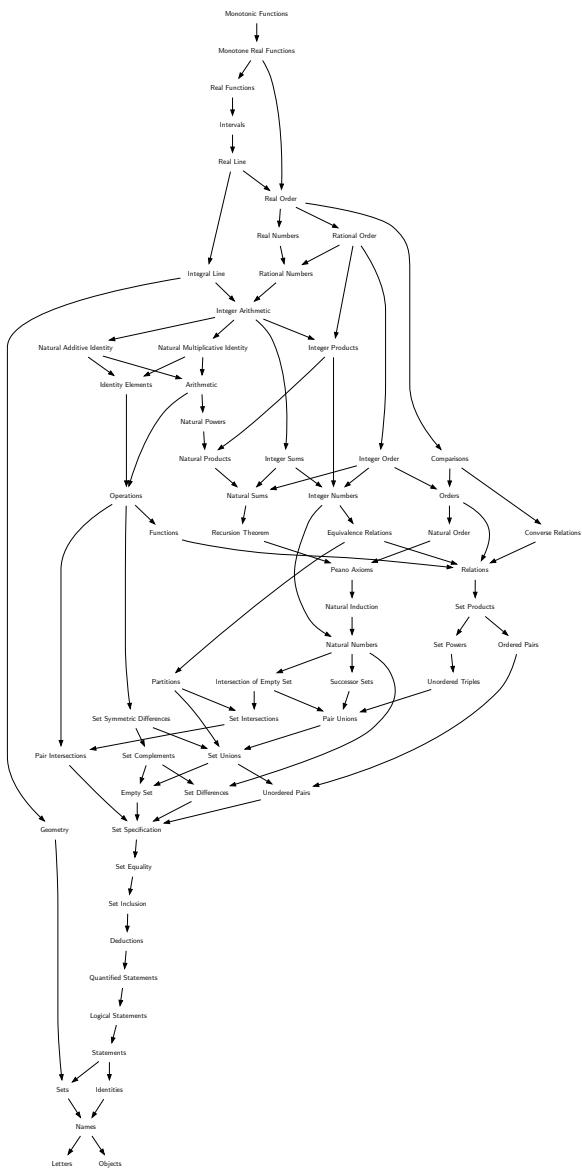 Monotonic Functions
Monotone Real Functions
Real Functions
Intervals
Real Line
Real Order
Real Numbers
Rational Order
Integral Line
Rational Numbers
Integer Arithmetic
Natural Additive Identity
Natural Multiplicative Identity
Integer Products
Identity Elements
Arithmetic
Natural Powers
Natural Products
Integer Sums
Integer Order
Comparisons
Operations
Natural Sums
Integer Numbers
Orders
Functions
Recursion Theorem
Equivalence Relations
Natural Order
Converse Relations
Peano Axioms
Relations
Natural Induction
Set Products
Natural Numbers
Set Powers
Ordered Pairs
Partitions
Intersection of Empty Set
Successor Sets
Unordered Triples
Set Symmetric Differences
Set Intersections
Pair Unions
Pair Intersections
Set Complements
Set Unions
Empty Set
Set Differences
Unordered Pairs
Geometry
Set Specification
Set Equality
Set Inclusion
Deductions
Quantified Statements
Logical Statements
Statements
Sets
Identities
Names
Letters
Objects